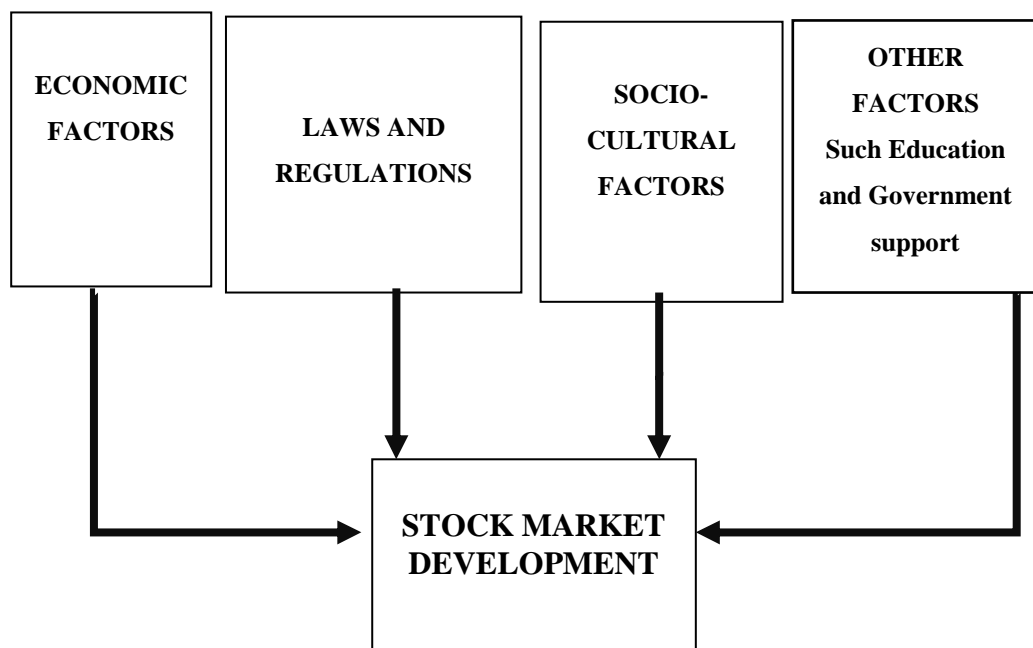 ECONOMIC
FACTORS
LAWS AND
REGULATIONS
SOCIO-
CULTURAL
FACTORS
OTHER
FACTORS
Such Education
and Government
support
STOCK MARKET
DEVELOPMENT